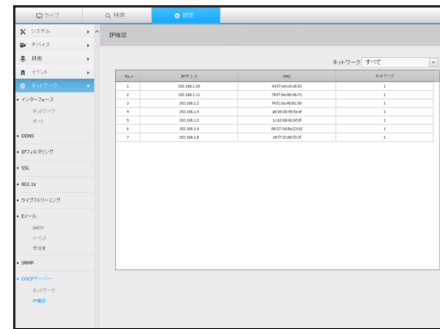 ライブ
検索
設定
システム
デバイス
録画
イベント
ネットワーク
• インターフェース
ネットワーク
ポート
• DDNS
• IPフィルタリング
• SSL
• 802.1x
• ライブストリーミング
• Eメール
SMTP
イベント
受信者
• SNMP
• DHCPサーバー
ネットワーク
IP確認
IP確認
ネットワーク すべて
No. IPアドレス MAC ネットワーク
1 192.168.1.10 1
2 192.168.1.11 1
3 192.168.1.3 1
4 192.168.1.4 1
5 192.168.1.5 1
6 192.168.1.6 1
7 192.168.1.8 1